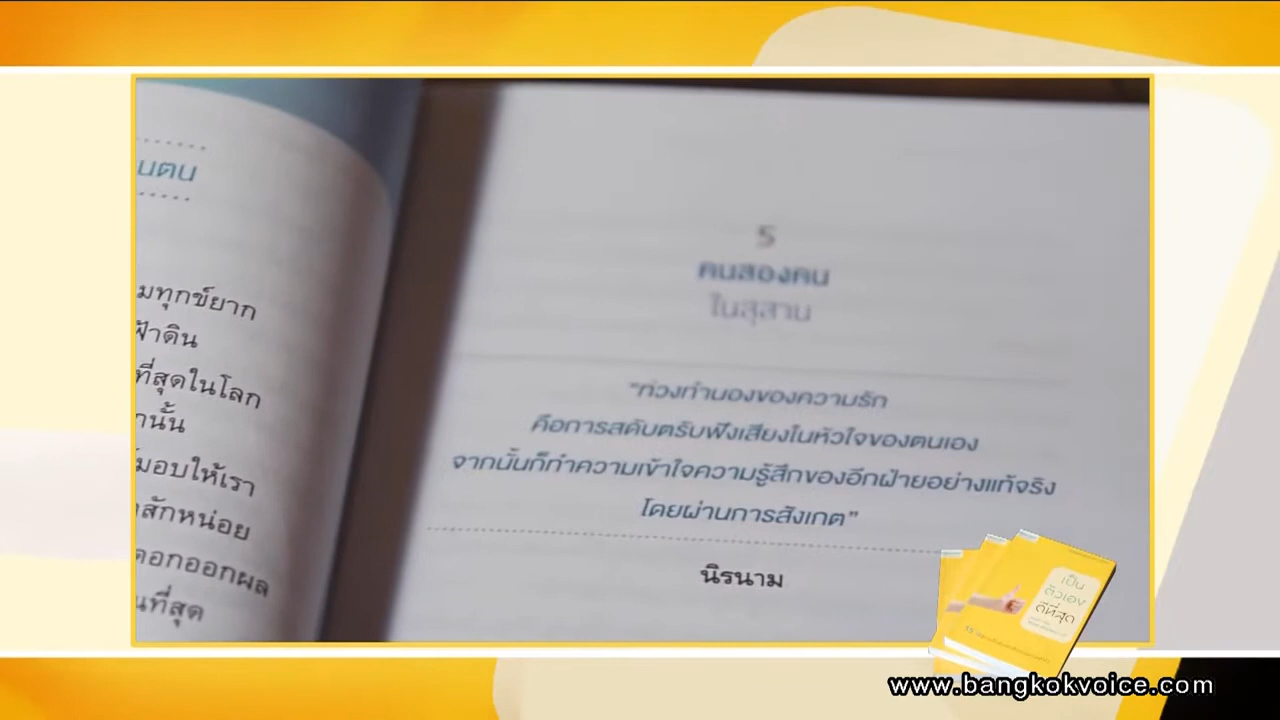 นตน
มทุกข์ยาก
ฟ้าดิน
ที่สุดในโลก
านั้น
มอบให้เรา
สักหน่อย
ดอกออกผล
นที่สุด
5
คนสองคน
ในสุสาน
"ท่วงทำนองของความรัก
คือการสดับตรับฟังเสียงในหัวใจของตนเอง
จากนั้นก็ทำความเข้าใจความรู้สึกของอีกฝ่ายอย่างแท้จริง
โดยผ่านการสังเกต"
นิรนาม
เป็น
ตัวเอง
ดีที่สุด
www.bangkokvoice.com